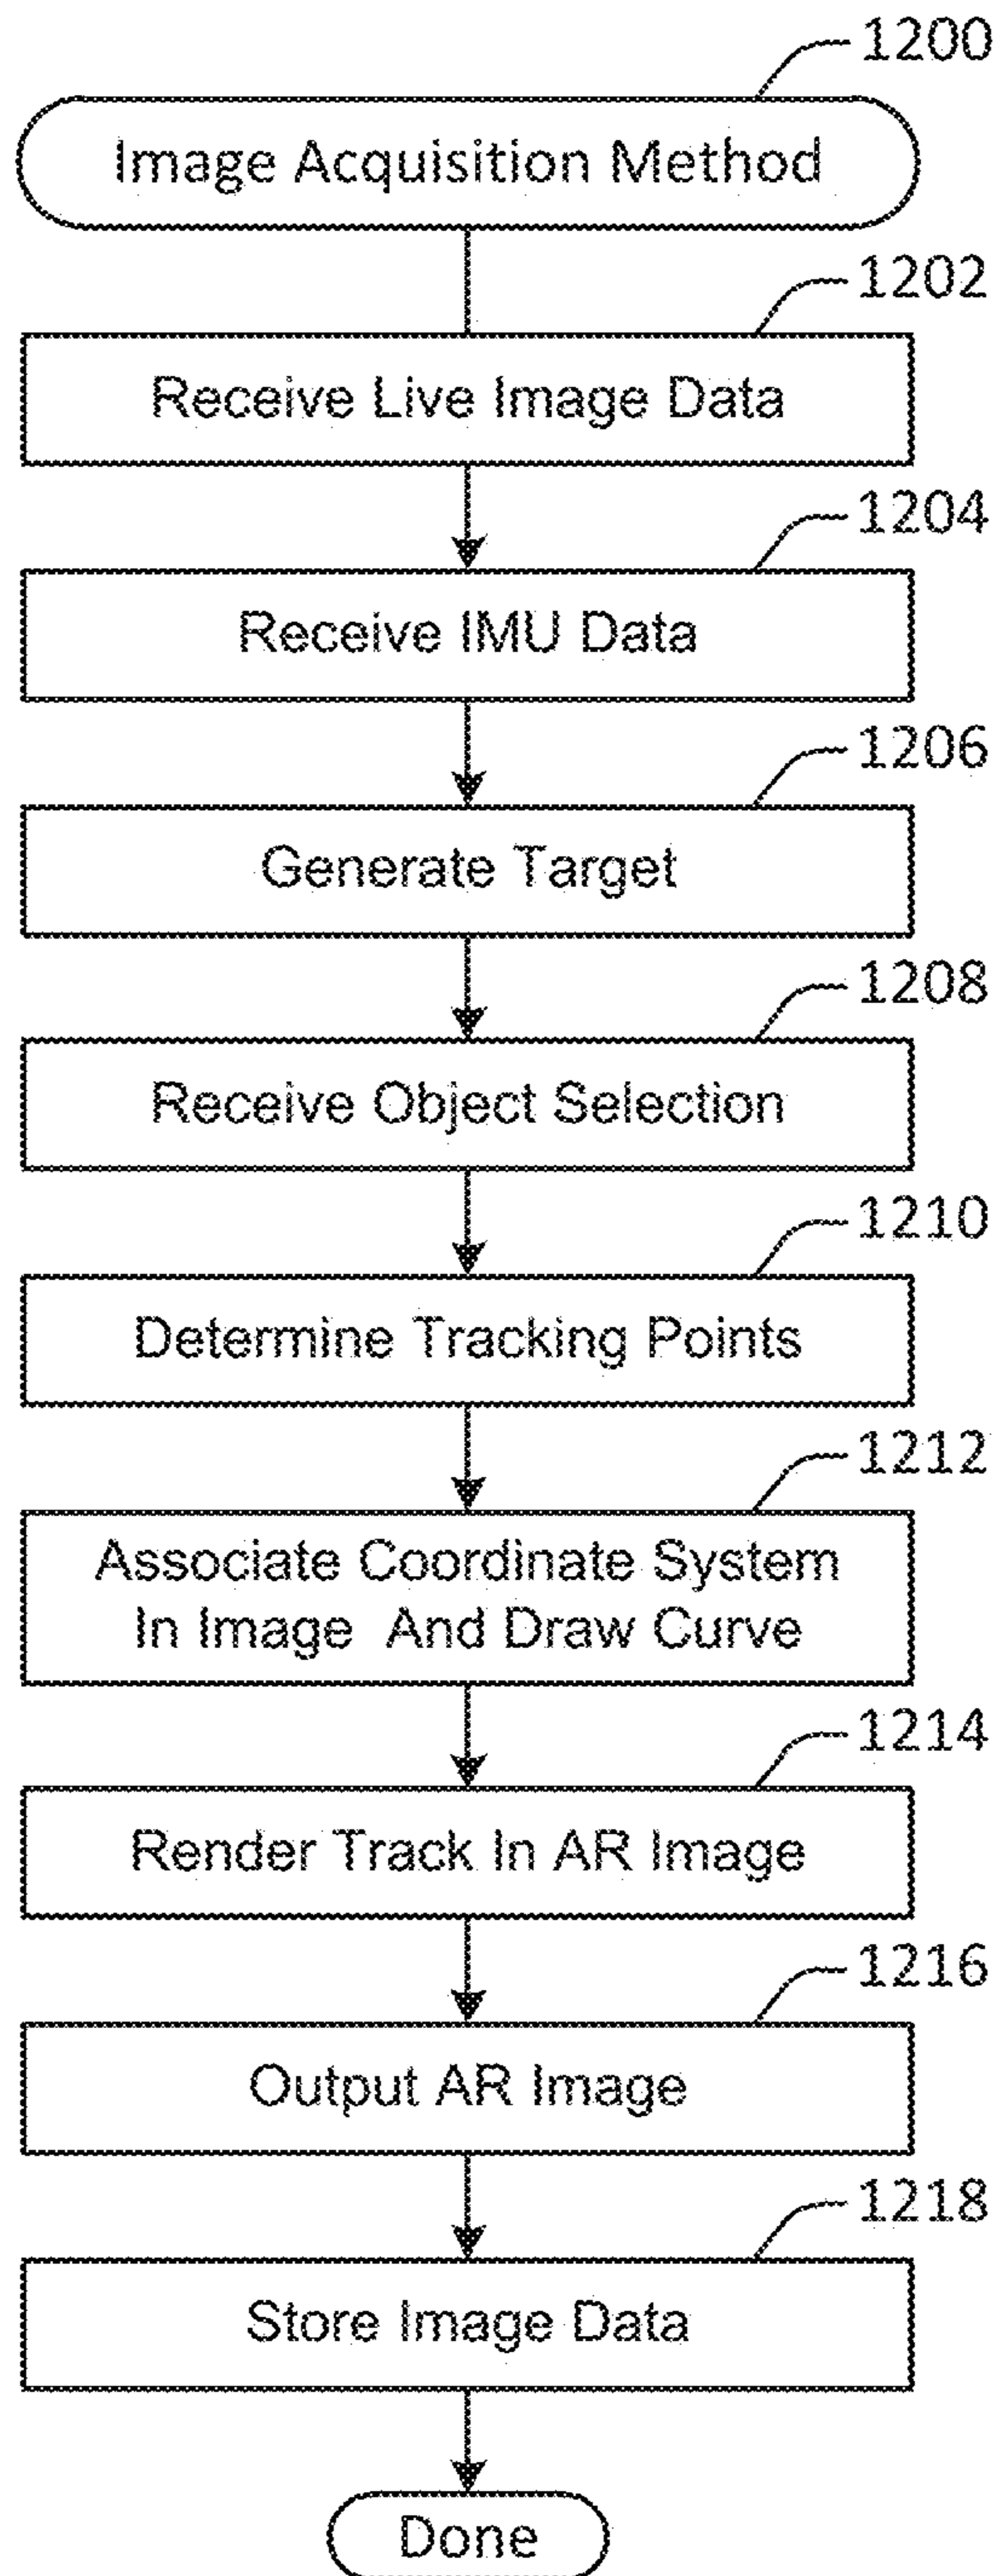 1200
Image Acquisition Method
1202
Receive Live Image Data
1204
Receive IMU Data
1206
Generate Target
1208
Receive Object Selection
1210
Determine Tracking Points
1212
Associate Coordinate System
In Image And Draw Curve
1214
Render Track In AR Image
1216
Output AR Image
1218
Store Image Data
Done